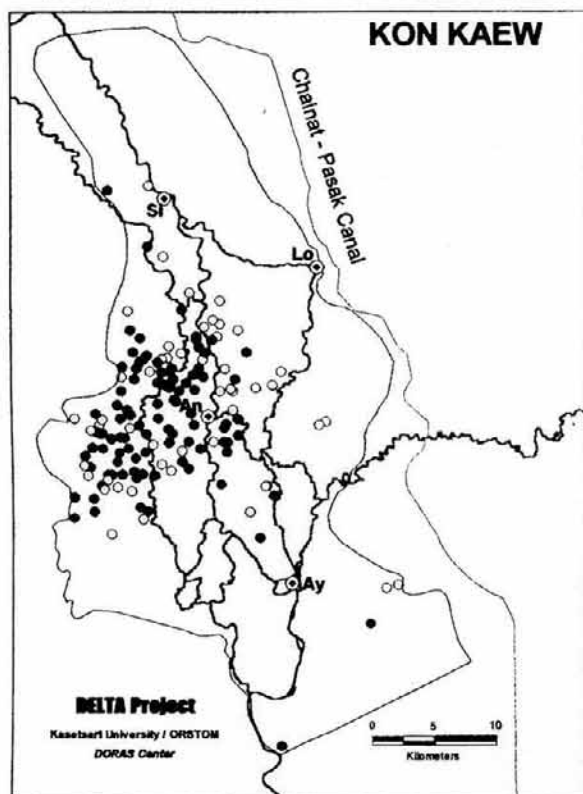 KON KAEW
Chainat - Pasak Canal
Si
Lo
An
Ay
DELTA Project
Kasetsart University / ORSTOM
DORAS Center
0 5 10
Kilometers